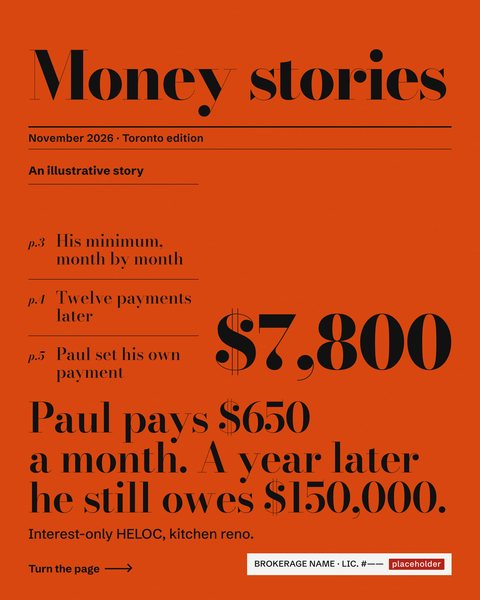 Money stories
November 2026 · Toronto edition
An illustrative story
p.3 His minimum,
month by month
p.4 Twelve payments
later
p.5 Paul set his own
payment
$7,800
Paul pays $650
a month. A year later
he still owes $150,000.
Interest-only HELOC, kitchen reno.
Turn the page →
BROKERAGE NAME · LIC. #—— placeholder